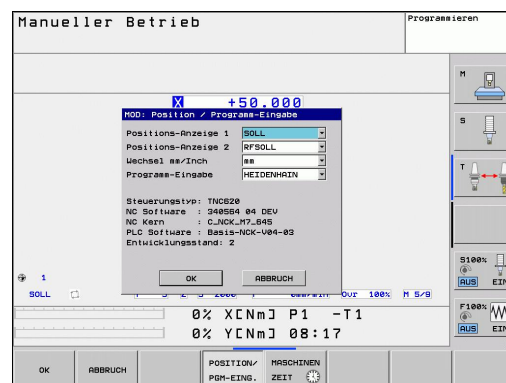 Manueller Betrieb
Programmieren
X +50.000
MOD: Position / Programm-Eingabe
Positions-Anzeige 1 SOLL
Positions-Anzeige 2 RFSOLL
Wechsel mm/Inch mm
Programm-Eingabe HEIDENHAIN
Steuerungstyp: TNC620
NC Software : 340564 04 DEV
NC Kern : C_NCK_M7_645
PLC Software : Basis-NCK-V04-03
Entwicklungsstand: 2
OK ABBRUCH
1
SOLL Ovr 100% M 5/9
0% X[Nm] P1 -T1
0% Y[Nm] 08:17
M
S
T
S100%
AUS EIN
F100%
AUS EIN
OK
ABBRUCH
POSITION/
PGM-EING.
MASCHINEN
ZEIT